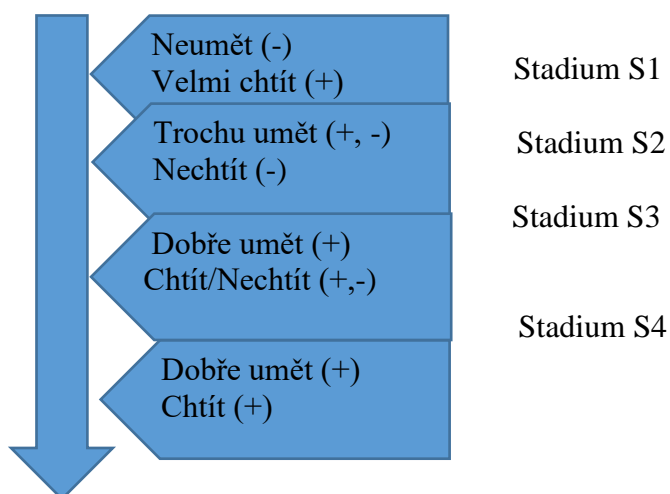 Neumět (-)
Velmi chtít (+)
Stadium S1
Trochu umět (+, -)
Nechtít (-)
Stadium S2
Dobře umět (+)
Chtít/Nechtít (+,-)
Stadium S3
Dobře umět (+)
Chtít (+)
Stadium S4